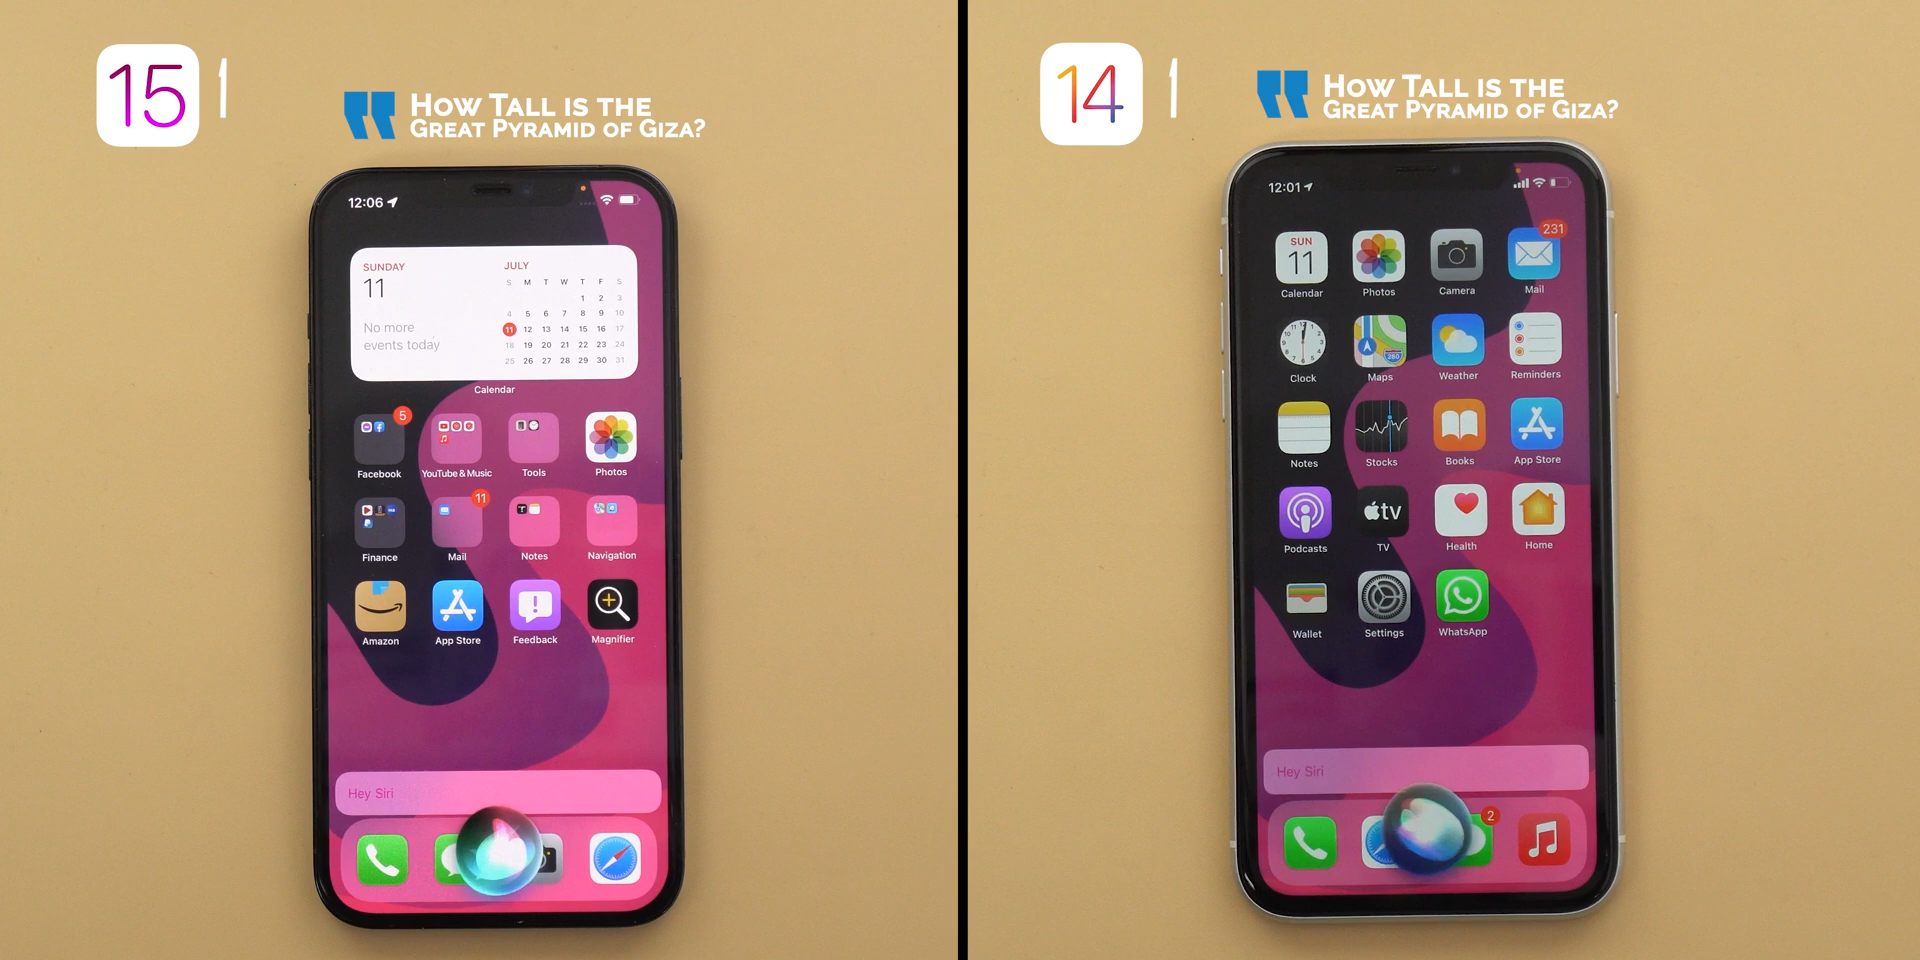 15 1
HOW TALL IS THE
GREAT PYRAMID OF GIZA?
12:06
SUNDAY
11
No more
events today
JULY
S M T W T F S
1 2 3
4 5 6 7 8 9 10
11 12 13 14 15 16 17
18 19 20 21 22 23 24
25 26 27 28 29 30 31
Calendar
5
Facebook YouTube & Music Tools Photos
11
Finance Mail Notes Navigation
Amazon App Store Feedback Magnifier
Hey Siri
14 1
HOW TALL IS THE
GREAT PYRAMID OF GIZA?
12:01
SUN
11
231
Calendar Photos Camera Mail
Clock Maps Weather Reminders
280
Notes Stocks Books App Store
tv
Podcasts TV Health Home
Wallet Settings WhatsApp
Hey Siri
2